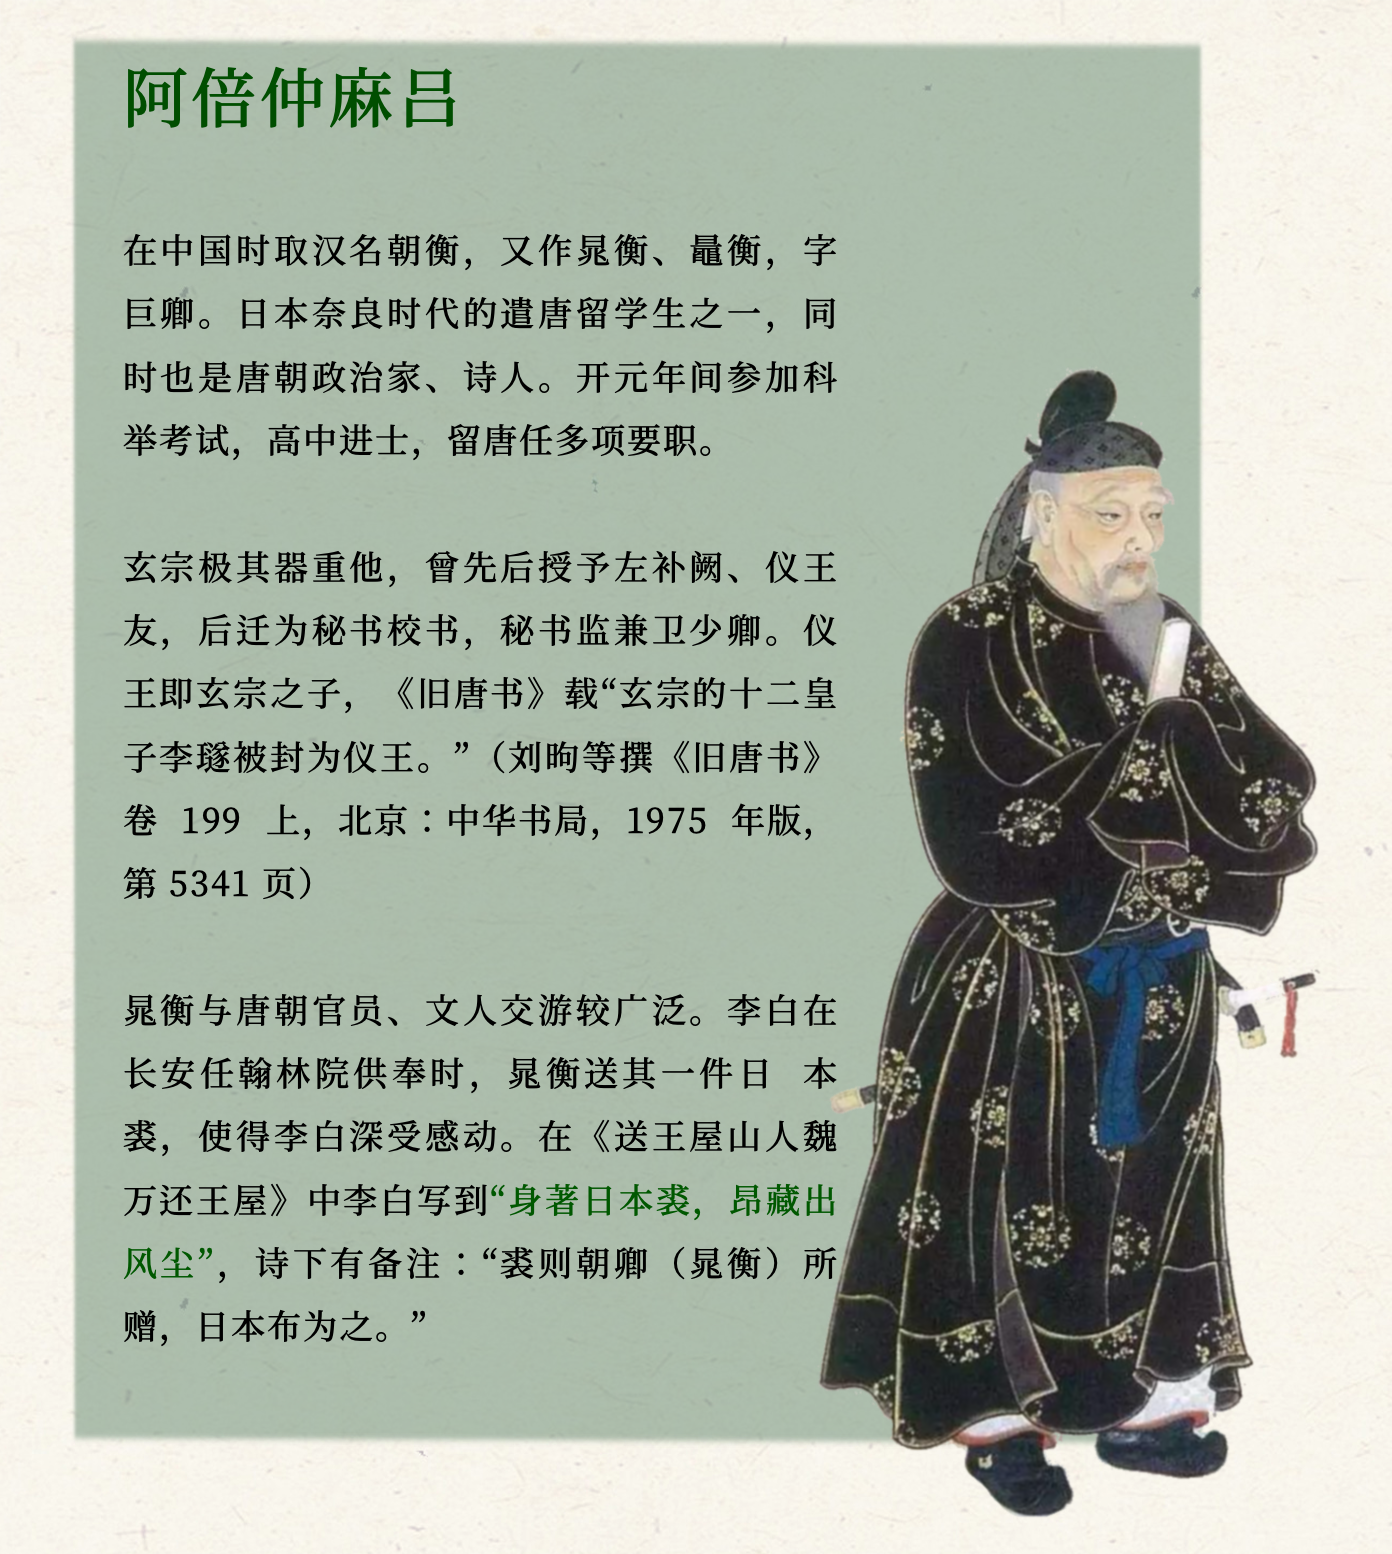 阿倍仲麻吕
在中国时取汉名朝衡，又作晁衡、鼂衡，字
巨卿。日本奈良时代的遣唐留学生之一，同
时也是唐朝政治家、诗人。开元年间参加科
举考试，高中进士，留唐任多项要职。
玄宗极其器重他，曾先后授予左补阙、仪王
友，后迁为秘书校书，秘书监兼卫少卿。仪
王即玄宗之子，《旧唐书》载“玄宗的十二皇
子李璲被封为仪王。”（刘昫等撰《旧唐书》
卷 199 上，北京：中华书局，1975 年版，
第 5341 页）
晁衡与唐朝官员、文人交游较广泛。李白在
长安任翰林院供奉时，晁衡送其一件日 本
裘，使得李白深受感动。在《送王屋山人魏
万还王屋》中李白写到“身著日本裘，昂藏出
风尘”，诗下有备注：“裘则朝卿（晁衡）所
赠，日本布为之。”